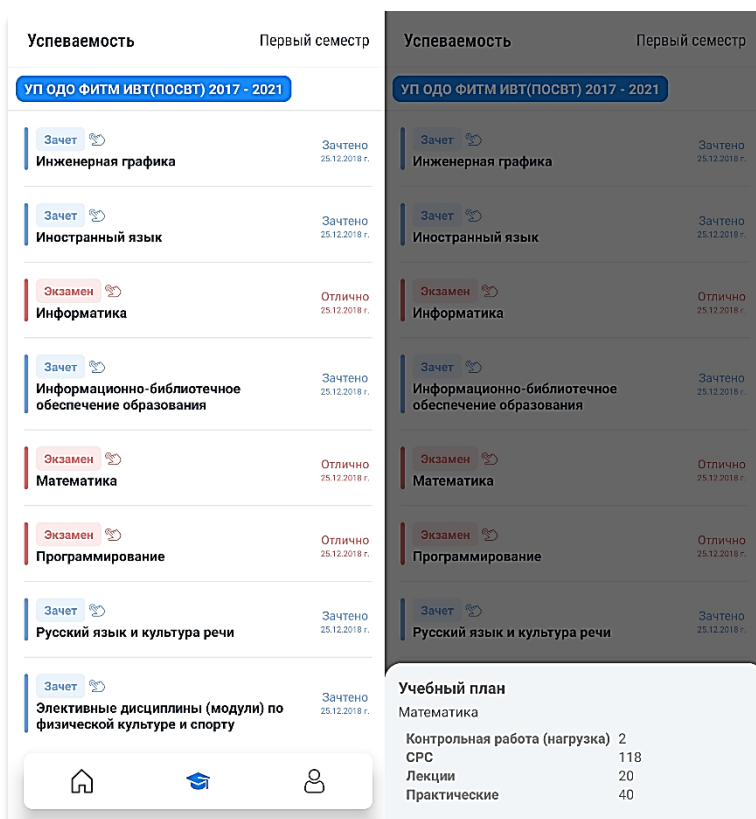 Успеваемость
Первый семестр
УП ОДО ФИТМ ИВТ(ПОСВТ) 2017 - 2021
Зачет
Зачтено
Инженерная графика
25.12.2018 г.
Зачет
Зачтено
Иностранный язык
25.12.2018 г.
Экзамен
Отлично
Информатика
25.12.2018 г.
Зачет
Зачтено
Информационно-библиотечное
25.12.2018 г.
обеспечение образования
Экзамен
Отлично
Математика
25.12.2018 г.
Экзамен
Отлично
Программирование
25.12.2018 г.
Зачет
Зачтено
Русский язык и культура речи
25.12.2018 г.
Зачет
Зачтено
Элективные дисциплины (модули) по
25.12.2018 г.
физической культуре и спорту
Успеваемость
Первый семестр
УП ОДО ФИТМ ИВТ(ПОСВТ) 2017 - 2021
Зачет
Зачтено
Инженерная графика
25.12.2018 г.
Зачет
Зачтено
Иностранный язык
25.12.2018 г.
Экзамен
Отлично
Информатика
25.12.2018 г.
Зачет
Зачтено
Информационно-библиотечное
25.12.2018 г.
обеспечение образования
Экзамен
Отлично
Математика
25.12.2018 г.
Экзамен
Отлично
Программирование
25.12.2018 г.
Зачет
Зачтено
Русский язык и культура речи
25.12.2018 г.
Учебный план
Математика
Контрольная работа (нагрузка) 2
СРС 118
Лекции 20
Практические 40